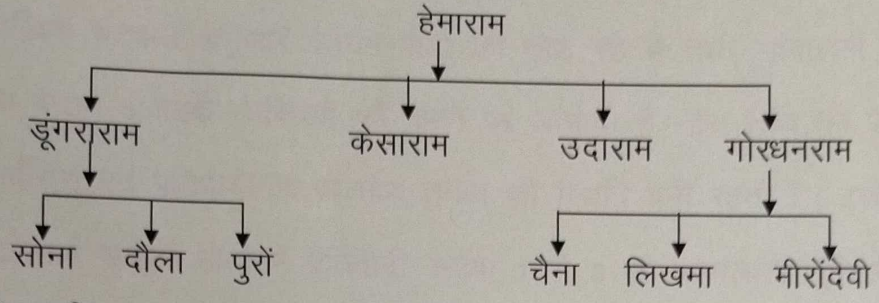 हेमाराम
डूंगराराम केसाराम उदाराम गोरधनराम
सोना दौला पुरों चैना लिखमा मीरोंदेवी